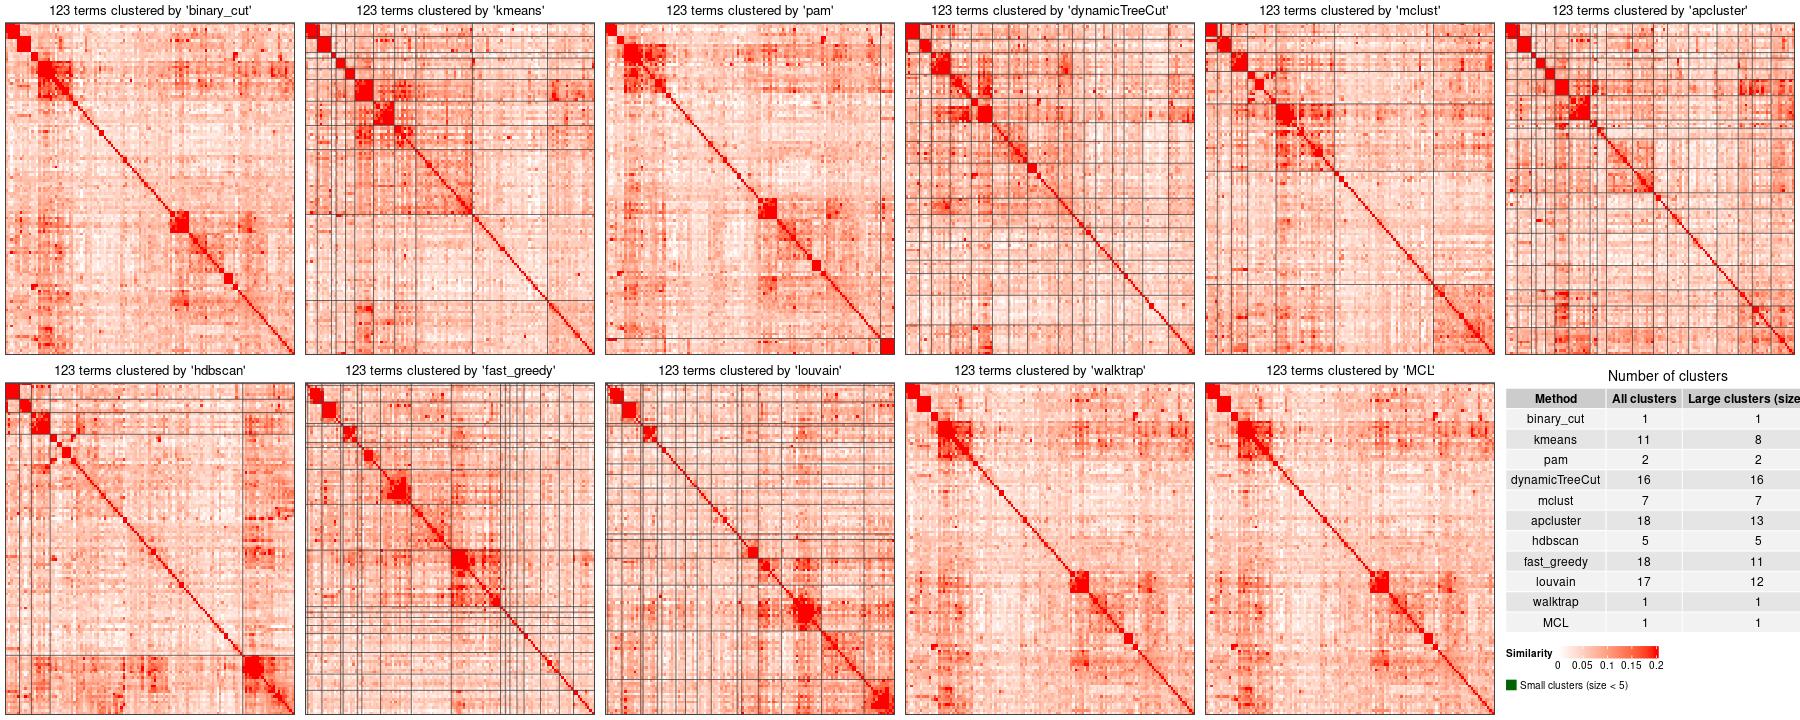 123 terms clustered by 'binary_cut'
123 terms clustered by 'kmeans'
123 terms clustered by 'pam'
123 terms clustered by 'dynamicTreeCut'
123 terms clustered by 'mclust'
123 terms clustered by 'apcluster'
123 terms clustered by 'hdbscan'
123 terms clustered by 'fast_greedy'
123 terms clustered by 'louvain'
123 terms clustered by 'walktrap'
123 terms clustered by 'MCL'
Number of clusters
Method All clusters Large clusters (size
binary_cut 1 1
kmeans 11 8
pam 2 2
dynamicTreeCut 16 16
mclust 7 7
apcluster 18 13
hdbscan 5 5
fast_greedy 18 11
louvain 17 12
walktrap 1 1
MCL 1 1
Similarity
0 0.05 0.1 0.15 0.2
Small clusters (size < 5)